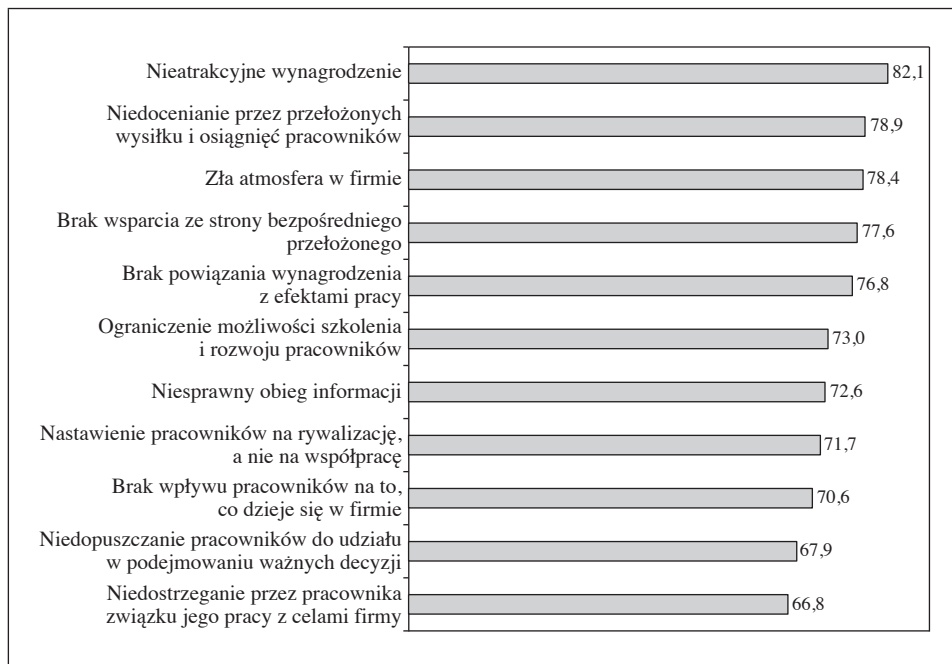 Nieatrakcyjne wynagrodzenie
82,1
Niedocenianie przez przełożonych
wysiłku i osiągnięć pracowników
78,9
Zła atmosfera w firmie
78,4
Brak wsparcia ze strony bezpośredniego
przełożonego
77,6
Brak powiązania wynagrodzenia
z efektami pracy
76,8
Ograniczenie możliwości szkolenia
i rozwoju pracowników
73,0
Niesprawny obieg informacji
72,6
Nastawienie pracowników na rywalizację,
a nie na współpracę
71,7
Brak wpływu pracowników na to,
co dzieje się w firmie
70,6
Niedopuszczanie pracowników do udziału
w podejmowaniu ważnych decyzji
67,9
Niedostrzeganie przez pracownika
związku jego pracy z celami firmy
66,8